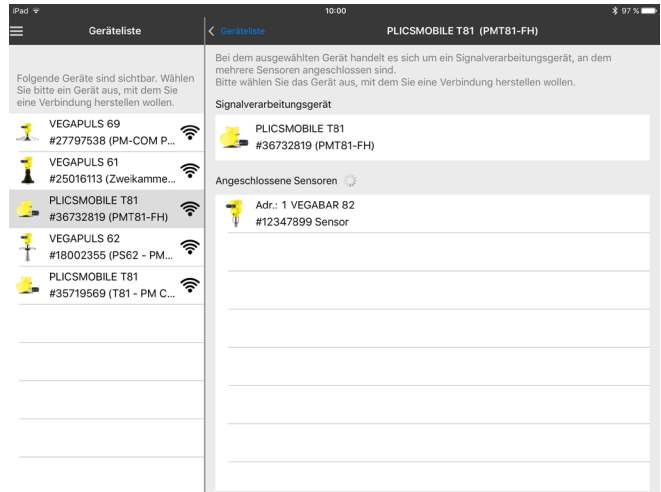 iPad 10:00 97 %
Geräteliste
Geräteliste PLICSMOBILE T81 (PMT81-FH)
Folgende Geräte sind sichtbar. Wählen
Sie bitte ein Gerät aus, mit dem Sie
eine Verbindung herstellen wollen.
VEGAPULS 69
#27797538 (PM-COM P...
VEGAPULS 61
#25016113 (Zweikamme...
PLICSMOBILE T81
#36732819 (PMT81-FH)
VEGAPULS 62
#18002355 (PS62 - PM...
PLICSMOBILE T81
#35719569 (T81 - PM C...
Bei dem ausgewählten Gerät handelt es sich um ein Signalverarbeitungsgerät, an dem
mehrere Sensoren angeschlossen sind.
Bitte wählen Sie das Gerät aus, mit dem Sie eine Verbindung herstellen wollen.
Signalverarbeitungsgerät
PLICSMOBILE T81
#36732819 (PMT81-FH)
Angeschlossene Sensoren
Adr.: 1 VEGABAR 82
#12347899 Sensor